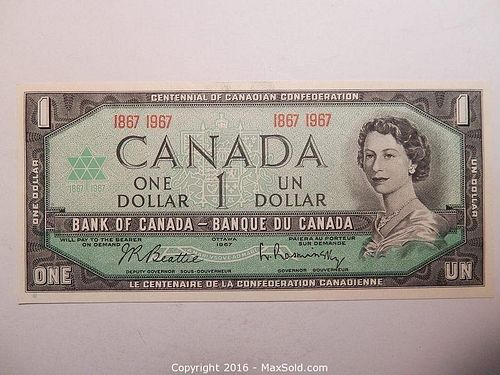 CENTENNIAL OF CANADIAN CONFEDERATION
1 1
1867 1967 1867 1967
CANADA
1867 1967
ONE 1 UN
DOLLAR DOLLAR
ONE DOLLAR
UN DOLLAR
BANK OF CANADA – BANQUE DU CANADA
WILL PAY TO THE BEARER OTTAWA PAIERA AU PORTEUR
ON DEMAND 1967 SUR DEMANDE
J.R. Beattie L. Rasminsky
DEPUTY GOVERNOR SOUS-GOUVERNEUR GOVERNOR GOUVERNEUR
ONE UN
LE CENTENAIRE DE LA CONFÉDÉRATION CANADIENNE
Copyright 2016 - MaxSold.com